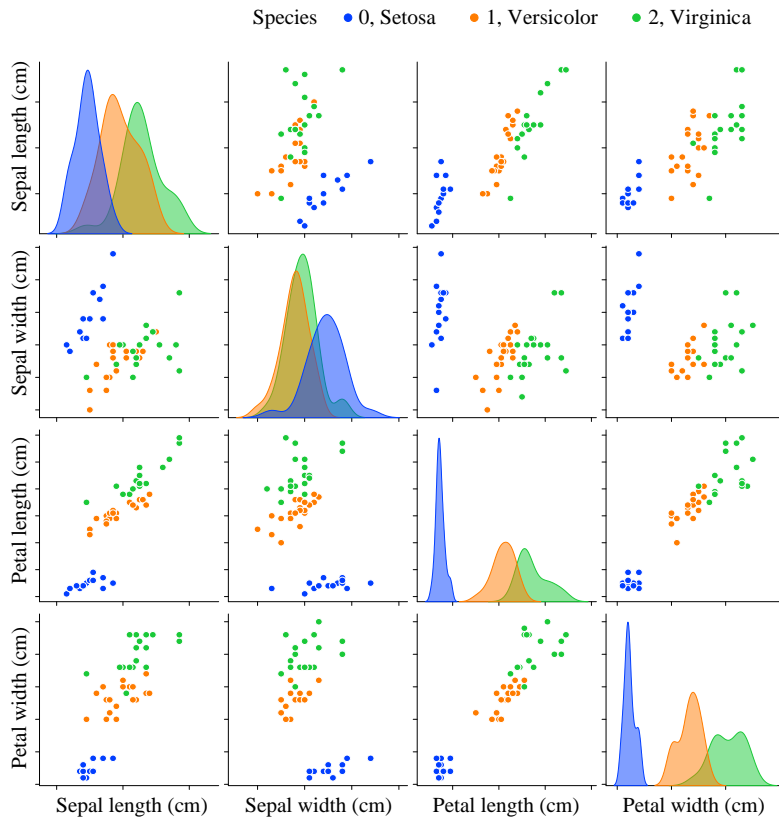 Species 0, Setosa 1, Versicolor 2, Virginica
Sepal length (cm)
Sepal width (cm)
Petal length (cm)
Petal width (cm)
Sepal length (cm) Sepal width (cm) Petal length (cm) Petal width (cm)